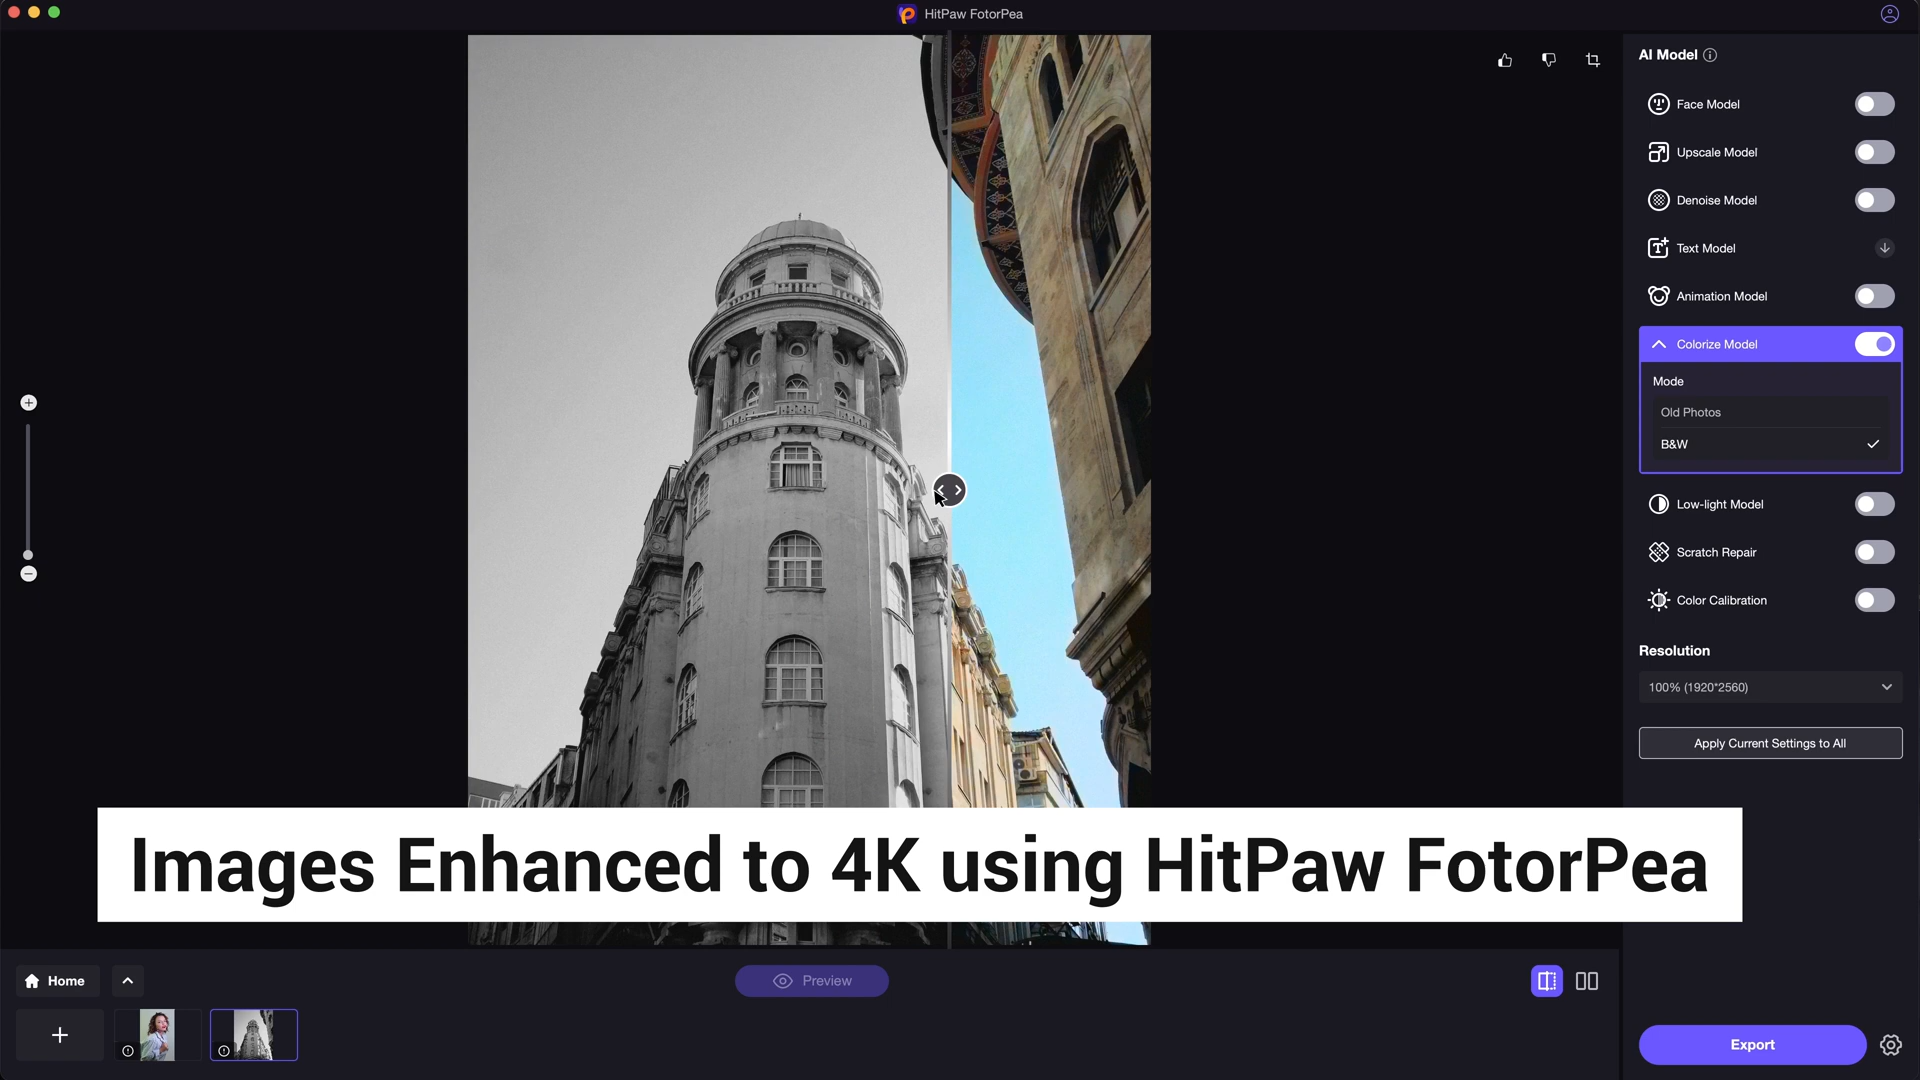 HitPaw FotorPea
AI Model
Face Model
Upscale Model
Denoise Model
Text Model
Animation Model
Colorize Model
Mode
Old Photos
B&W
Low-light Model
Scratch Repair
Color Calibration
Resolution
100% (1920*2560)
Apply Current Settings to All
Images Enhanced to 4K using HitPaw FotorPea
Home
Preview
Export